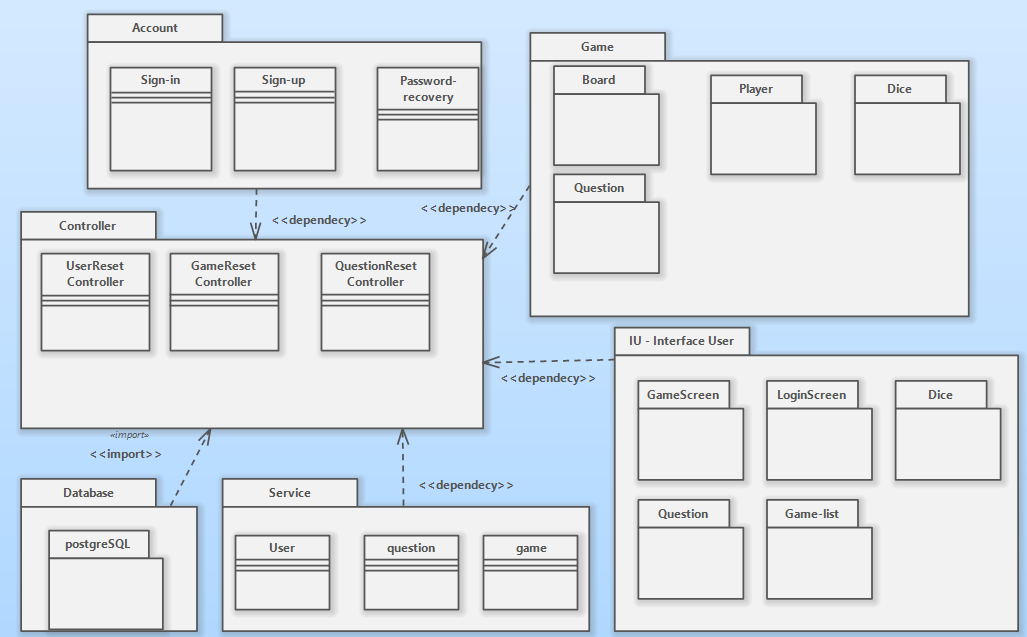 Account
Sign-in
Sign-up
Password-
recovery
Game
Board
Player
Dice
Question
<<dependecy>>
<<dependecy>>
Controller
UserReset
Controller
GameReset
Controller
QuestionReset
Controller
IU - Interface User
<<dependecy>>
GameScreen
LoginScreen
Dice
Question
Game-list
«import»
<<import>>
<<dependecy>>
Database
postgreSQL
Service
User
question
game